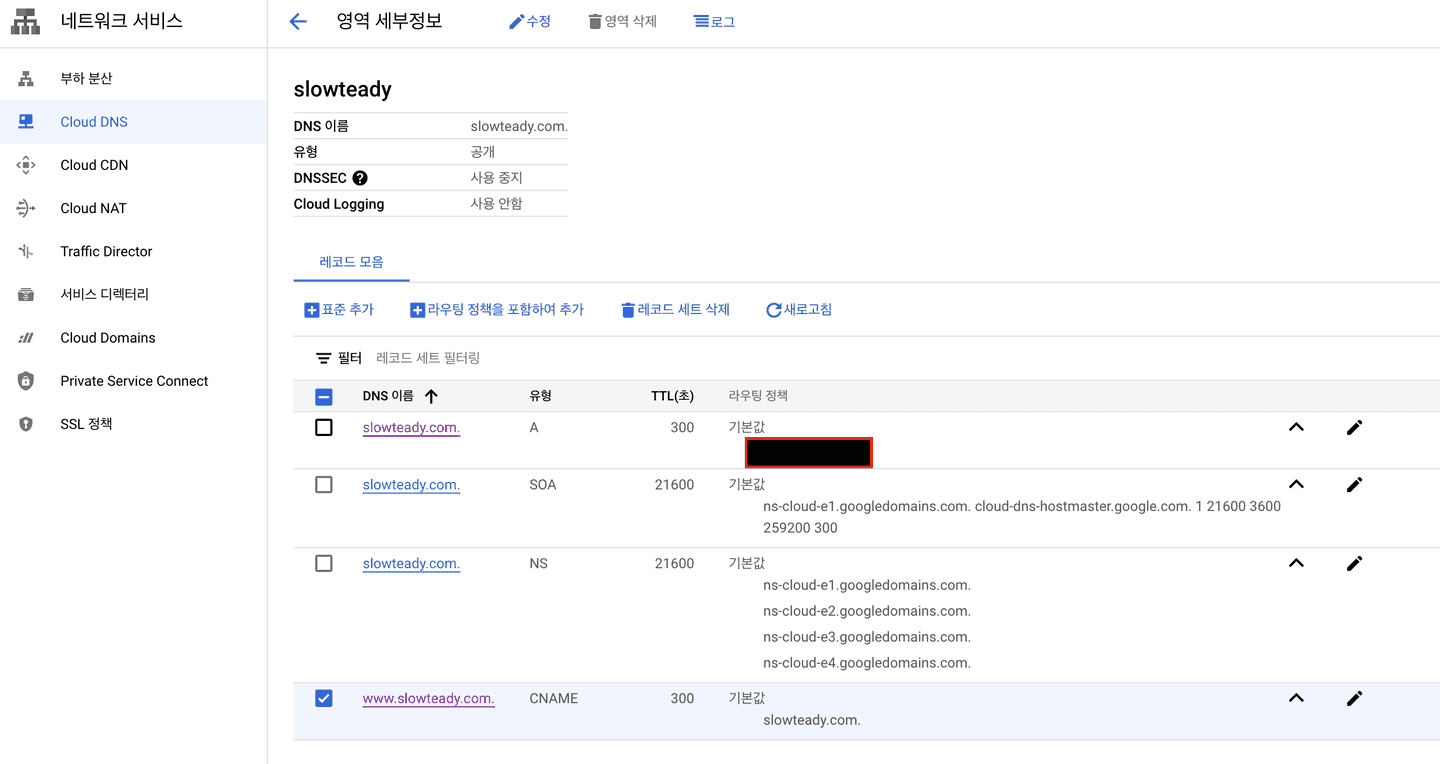 네트워크 서비스
영역 세부정보 수정 영역 삭제 로그
부하 분산
Cloud DNS
Cloud CDN
Cloud NAT
Traffic Director
서비스 디렉터리
Cloud Domains
Private Service Connect
SSL 정책
slowteady
DNS 이름 slowteady.com.
유형 공개
DNSSEC ? 사용 중지
Cloud Logging 사용 안함
레코드 모음
표준 추가 라우팅 정책을 포함하여 추가 레코드 세트 삭제 새로고침
필터 레코드 세트 필터링
DNS 이름 유형 TTL(초) 라우팅 정책
slowteady.com. A 300 기본값
slowteady.com. SOA 21600 기본값
ns-cloud-e1.googledomains.com. cloud-dns-hostmaster.google.com. 1 21600 3600
259200 300
slowteady.com. NS 21600 기본값
ns-cloud-e1.googledomains.com.
ns-cloud-e2.googledomains.com.
ns-cloud-e3.googledomains.com.
ns-cloud-e4.googledomains.com.
www.slowteady.com. CNAME 300 기본값
slowteady.com.